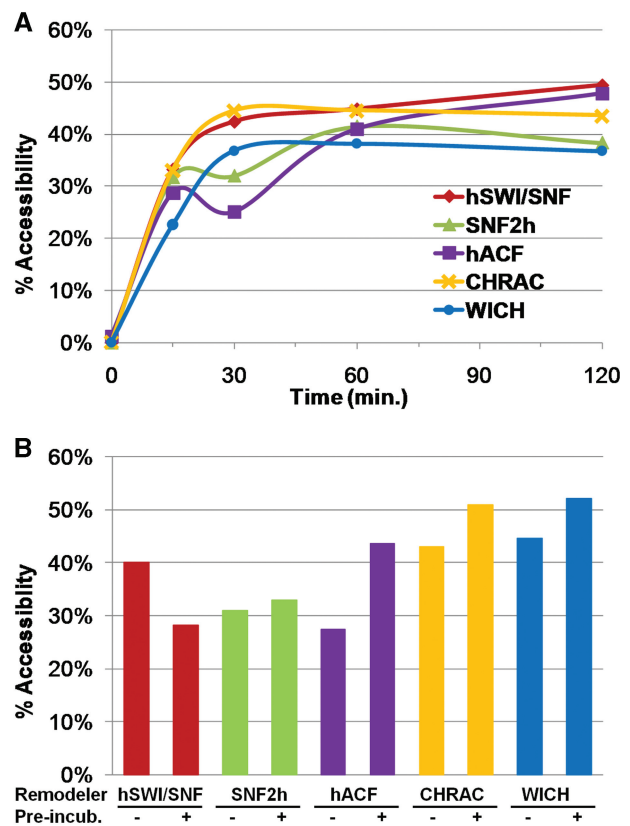 A
60%
50%
40%
30%
20%
10%
0%
% Accessibility
hSWI/SNF
SNF2h
hACF
CHRAC
WICH
0 30 60 90 120
Time (min.)
B
60%
50%
40%
30%
20%
10%
0%
% Accessiblity
Remodeler hSWI/SNF SNF2h hACF CHRAC WICH
Pre-incub. - + - + - + - + - +